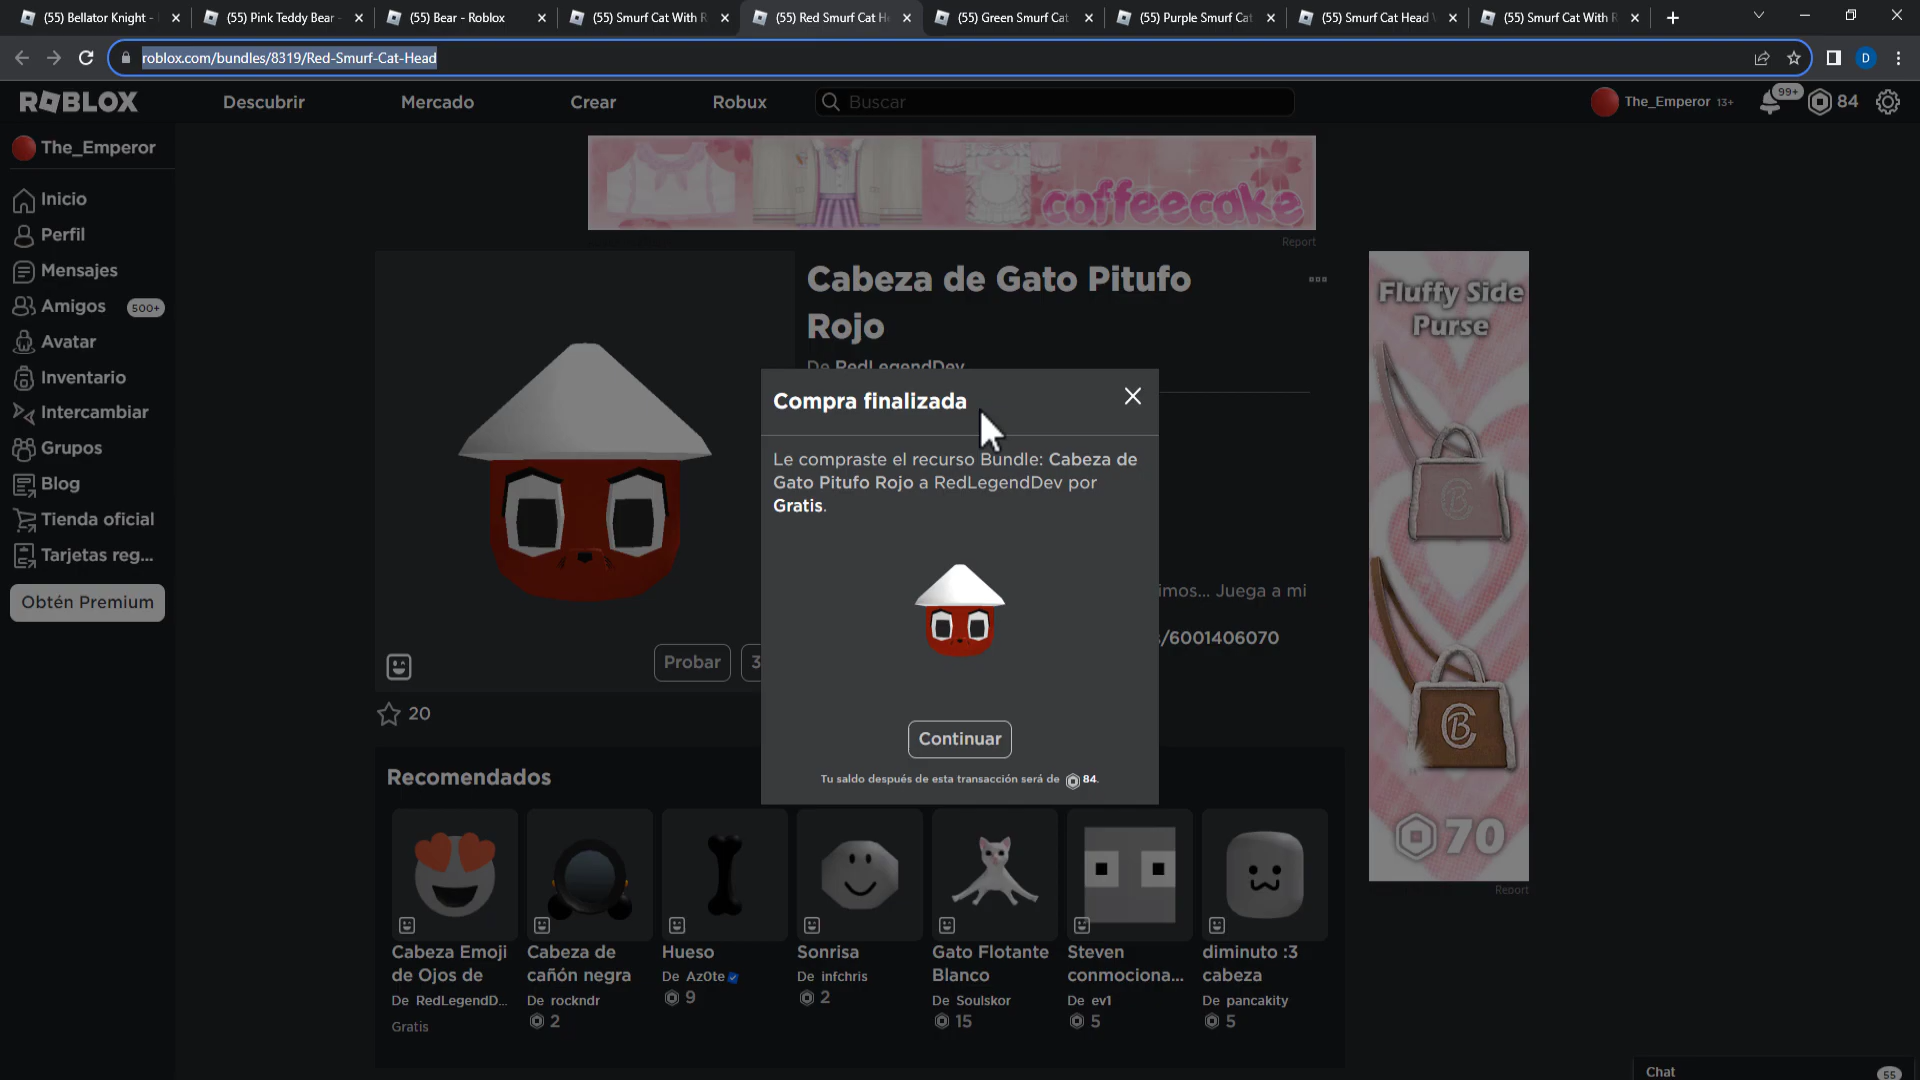 (55) Bellator Knight -
(55) Pink Teddy Bear -
(55) Bear - Roblox
(55) Smurf Cat With R
(55) Red Smurf Cat H
(55) Green Smurf Cat
(55) Purple Smurf Cat
(55) Smurf Cat Head
(55) Smurf Cat With R
roblox.com/bundles/8319/Red-Smurf-Cat-Head
D
ROBLOX
Descubrir
Mercado
Crear
Robux
Buscar
The_Emperor 13+
99+
84
The_Emperor
Inicio
Perfil
Mensajes
Amigos 500+
Avatar
Inventario
Intercambiar
Grupos
Blog
Tienda oficial
Tarjetas reg...
Obtén Premium
coffeecake
Report
Cabeza de Gato Pitufo
Rojo
De RedLegendDev
Compra finalizada
Le compraste el recurso Bundle: Cabeza de
Gato Pitufo Rojo a RedLegendDev por
Gratis.
Continuar
Tu saldo después de esta transacción será de 84.
imos... Juega a mi
/6001406070
Probar
3
20
Fluffy Side
Purse
70
Report
Recomendados
Cabeza Emoji
de Ojos de
De RedLegendD...
Gratis
Cabeza de
cañón negra
De rockndr
2
Hueso
De Az0te
9
Sonrisa
De infchris
2
Gato Flotante
Blanco
De Soulskor
15
Steven
conmociona...
De ev1
5
diminuto :3
cabeza
De pancakity
5
Chat
55